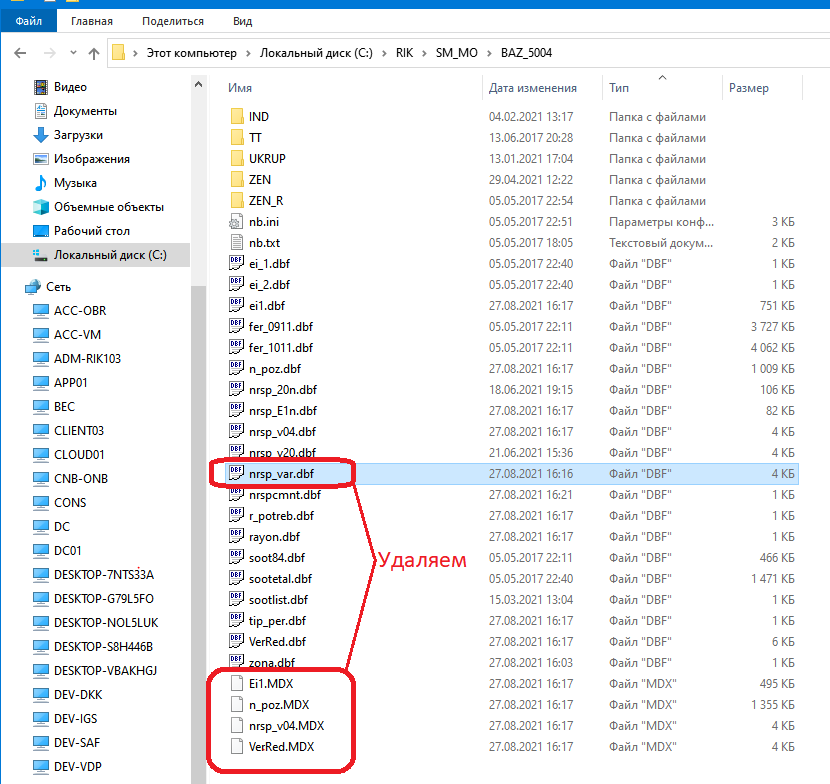 Файл Главная Поделиться Вид
Этот компьютер › Локальный диск (C:) › RIK › SM_MO › BAZ_5004
Имя Дата изменения Тип Размер
Видео
Документы
Загрузки
Изображения
Музыка
Объемные объекты
Рабочий стол
Локальный диск (C:)
Сеть
ACC-OBR
ACC-VM
ADM-RIK103
APP01
BEC
CLIENT03
CLOUD01
CNB-ONB
CONS
DC
DC01
DESKTOP-7NTS33A
DESKTOP-G79L5FO
DESKTOP-NOL5LUK
DESKTOP-S8H446B
DESKTOP-VBAKHGJ
DEV-DKK
DEV-IGS
DEV-SAF
DEV-VDP
IND 04.02.2021 13:17 Папка с файлами
TT 13.06.2017 20:28 Папка с файлами
UKRUP 13.01.2021 17:04 Папка с файлами
ZEN 29.04.2021 12:22 Папка с файлами
ZEN_R 05.05.2017 22:54 Папка с файлами
nb.ini 05.05.2017 22:51 Параметры конф... 3 КБ
nb.txt 05.05.2017 18:05 Текстовый докум... 2 КБ
ei_1.dbf 05.05.2017 22:40 Файл "DBF" 1 КБ
ei_2.dbf 05.05.2017 22:40 Файл "DBF" 1 КБ
ei1.dbf 27.08.2021 16:17 Файл "DBF" 751 КБ
fer_0911.dbf 05.05.2017 22:11 Файл "DBF" 3 727 КБ
fer_1011.dbf 05.05.2017 22:11 Файл "DBF" 4 062 КБ
n_poz.dbf 27.08.2021 16:17 Файл "DBF" 1 009 КБ
nrsp_20n.dbf 18.06.2021 19:15 Файл "DBF" 106 КБ
nrsp_E1n.dbf 27.08.2021 16:17 Файл "DBF" 82 КБ
nrsp_v04.dbf 27.08.2021 16:17 Файл "DBF" 4 КБ
nrsp_v20.dbf 21.06.2021 15:36 Файл "DBF" 4 КБ
nrsp_var.dbf 27.08.2021 16:16 Файл "DBF" 4 КБ
nrspcmnt.dbf 27.08.2021 16:21 Файл "DBF" 1 КБ
r_potreb.dbf 27.08.2021 16:17 Файл "DBF" 1 КБ
rayon.dbf 27.08.2021 16:17 Файл "DBF" 1 КБ
soot84.dbf 05.05.2017 22:11 Файл "DBF" 466 КБ
sootetal.dbf 05.05.2017 22:40 Файл "DBF" 1 471 КБ
sootlist.dbf 15.03.2021 13:04 Файл "DBF" 1 КБ
tip_per.dbf 27.08.2021 16:17 Файл "DBF" 1 КБ
VerRed.dbf 27.08.2021 16:17 Файл "DBF" 6 КБ
zona.dbf 27.08.2021 16:03 Файл "DBF" 1 КБ
Ei1.MDX 27.08.2021 16:17 Файл "MDX" 495 КБ
n_poz.MDX 27.08.2021 16:17 Файл "MDX" 1 355 КБ
nrsp_v04.MDX 27.08.2021 16:17 Файл "MDX" 4 КБ
VerRed.MDX 27.08.2021 16:17 Файл "MDX" 4 КБ
Удаляем